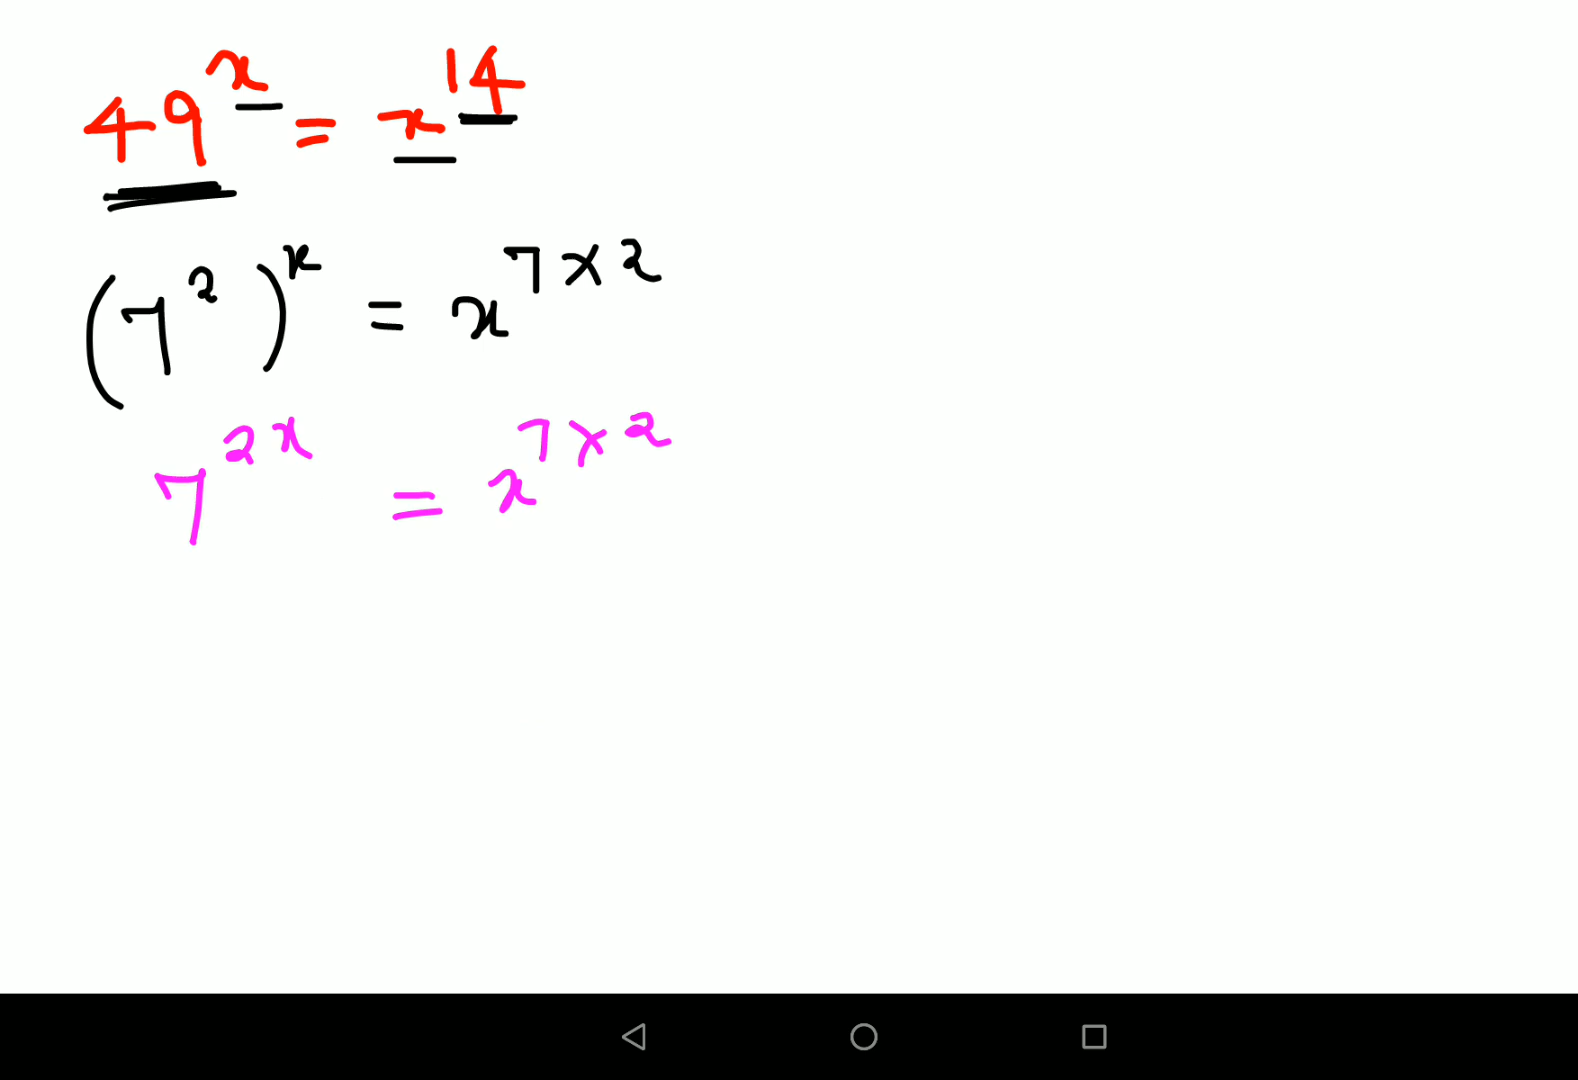 49^x = x^14
(7^2)^x = x^7×2
7^2x = x^7×2